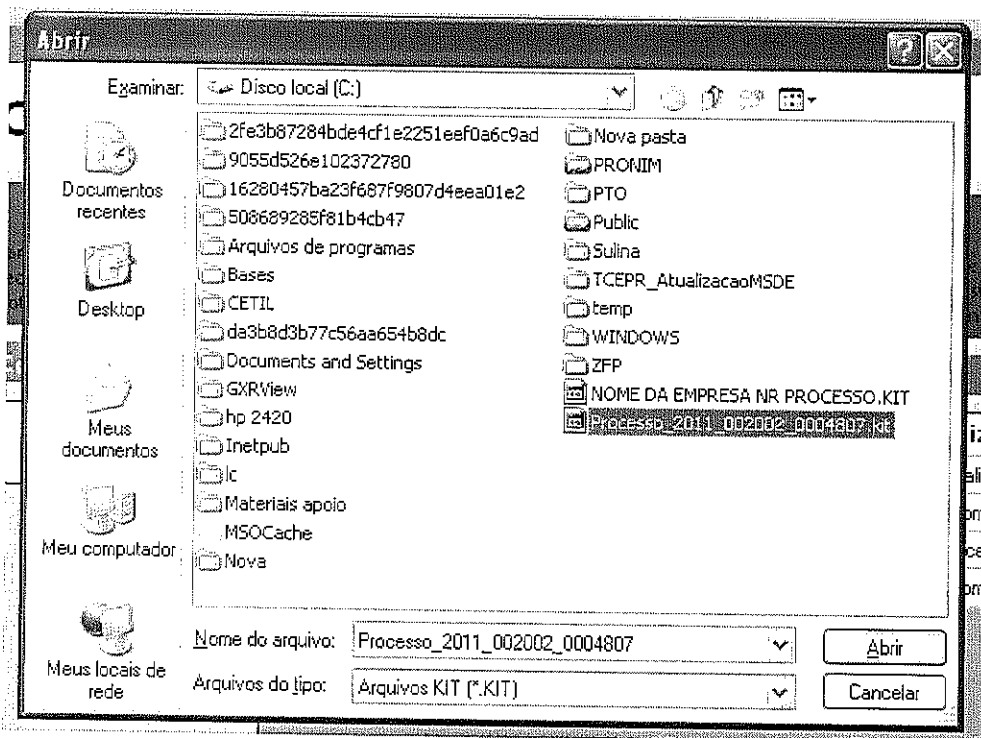 Abrir
Examinar: Disco local (C:)
Documentos
recentes
Desktop
Meus
documentos
Meu computador
Meus locais de
rede
2fe3b87284bde4cf1e2251eef0a6c9ad
9055d526e102372780
16280457ba23f687f9807d4eea01e2
508689285f81b4cb47
Arquivos de programas
Bases
CETIL
da3b8d3b77c56aa654b8dc
Documents and Settings
GXRView
hp 2420
Inetpub
lc
Materiais apoio
MSOCache
Nova
Nova pasta
PRONIM
PTO
Public
Sulina
TCEPR_AtualizacaoMSDE
temp
WINDOWS
ZFP
NOME DA EMPRESA NR PROCESSO.KIT
Processo_2011_002002_0004807.kit
Nome do arquivo: Processo_2011_002002_0004807
Abrir
Arquivos do tipo: Arquivos KIT (*.KIT)
Cancelar